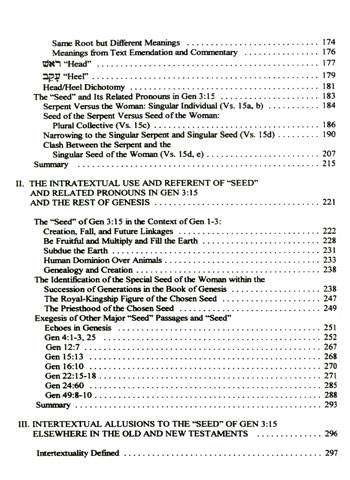 Same Root but Different Meanings .......................... 174
Meanings from Text Emendation and Commentary ............. 176
ראשׁ “Head” ............................................ 177
עָקֵב “Heel” ............................................ 179
Head/Heel Dichotomy ..................................... 181
The “Seed” and Its Related Pronouns in Gen 3:15 ................ 183
Serpent Versus the Woman: Singular Individual (Vs. 15a, b) ........ 184
Seed of the Serpent Versus Seed of the Woman:
Plural Collective (Vs. 15c) ............................... 186
Narrowing to the Singular Serpent and Singular Seed (Vs. 15d) ...... 190
Clash Between the Serpent and the
Singular Seed of the Woman (Vs. 15d, e) .................... 207
Summary ............................................. 215
II. THE INTRATEXTUAL USE AND REFERENT OF “SEED”
AND RELATED PRONOUNS IN GEN 3:15
AND THE REST OF GENESIS ............................... 221
The “Seed” of Gen 3:15 in the Context of Gen 1-3:
Creation, Fall, and Future Linkages ......................... 222
Be Fruitful and Multiply and Fill the Earth .................... 228
Subdue the Earth ....................................... 231
Human Dominion Over Animals ............................ 233
Genealogy and Creation .................................. 238
The Identification of the Special Seed of the Woman within the
Succession of Generations in the Book of Genesis ............... 238
The Royal-Kingship Figure of the Chosen Seed ................ 247
The Priesthood of the Chosen Seed ......................... 249
Exegesis of Other Major “Seed” Passages and “Seed”
Echoes in Genesis ...................................... 251
Gen 4:1-3, 25 ......................................... 252
Gen 12:7 ............................................. 267
Gen 15:13 ............................................ 268
Gen 16:10 ............................................ 270
Gen 22:15-18 .......................................... 271
Gen 24:60 ............................................ 285
Gen 49:8-10 .......................................... 288
Summary ............................................. 293
III. INTERTEXTUAL ALLUSIONS TO THE “SEED” OF GEN 3:15
ELSEWHERE IN THE OLD AND NEW TESTAMENTS .............. 296
Intertextuality Defined .................................... 297